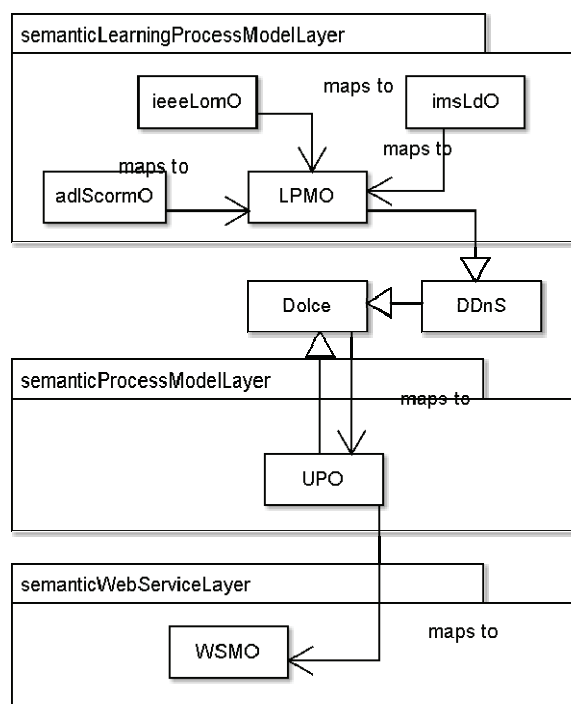 semanticLearningProcessModelLayer
ieeeLomO
maps to
imsLdO
maps to
maps to
adlScormO
LPMO
Dolce
DDnS
semanticProcessModelLayer
maps to
UPO
semanticWebServiceLayer
maps to
WSMO